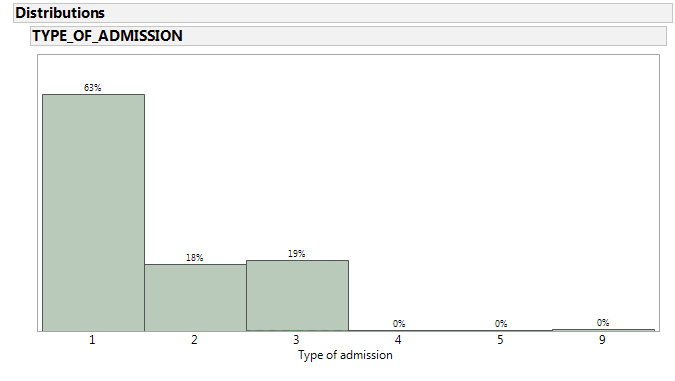 Distributions
TYPE_OF_ADMISSION
63%
18%
19%
0%
0%
0%
1 2 3 4 5 9
Type of admission